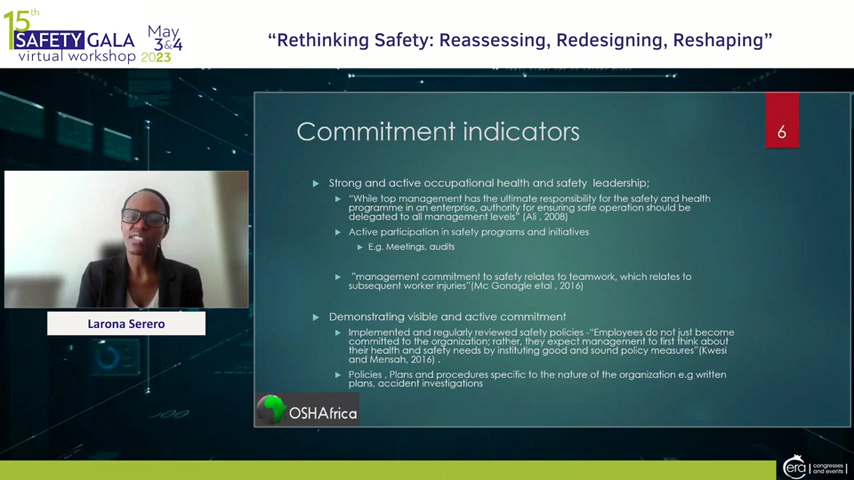 15th
SAFETY GALA
virtual workshop
May
3&4
2023
“Rethinking Safety: Reassessing, Redesigning, Reshaping”
Commitment indicators
6
Strong and active occupational health and safety leadership;
“While top management has the ultimate responsibility for the safety and health
programme in an enterprise, authority for ensuring safe operation should be
delegated to all management levels” (Ali , 2008)
Active participation in safety programs and initiatives
E.g. Meetings, audits
”management commitment to safety relates to teamwork, which relates to
subsequent worker injuries”(Mc Gonagle etal , 2016)
Demonstrating visible and active commitment
Implemented and regularly reviewed safety policies -“Employees do not just become
committed to the organization; rather, they expect management to first think about
their health and safety needs by instituting good and sound policy measures”(Kwesi
and Mensah, 2016) .
Policies , Plans and procedures specific to the nature of the organization e.g written
plans, accident investigations
Larona Serero
OSHAfrica
era
congresses
and events